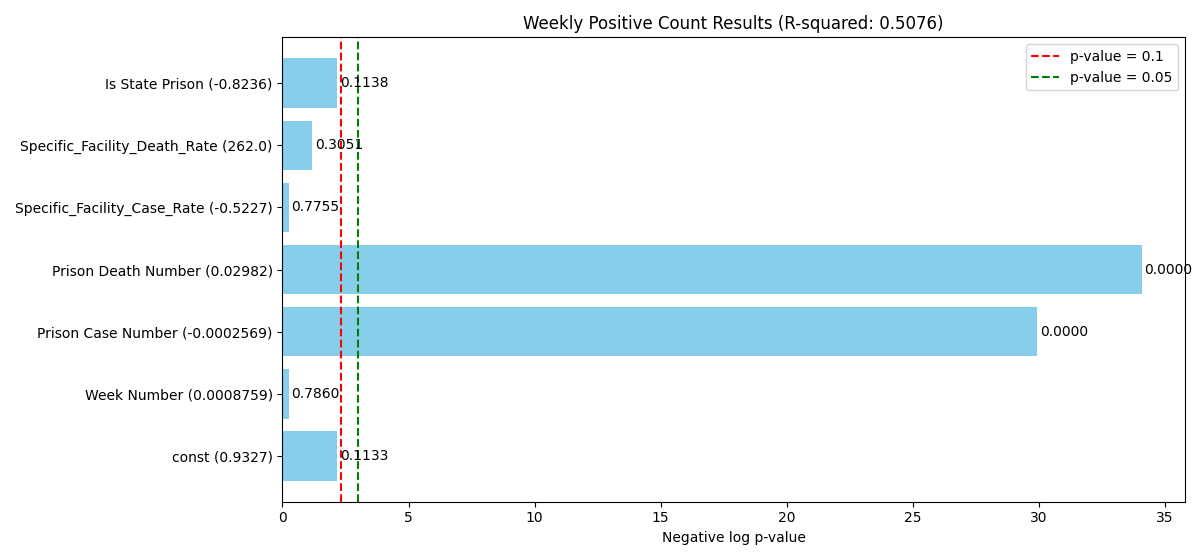 Weekly Positive Count Results (R-squared: 0.5076)
p-value = 0.1
p-value = 0.05
Is State Prison (-0.8236)
0.1138
Specific_Facility_Death_Rate (262.0)
0.3051
Specific_Facility_Case_Rate (-0.5227)
0.7755
Prison Death Number (0.02982)
0.0000
Prison Case Number (-0.0002569)
0.0000
Week Number (0.0008759)
0.7860
const (0.9327)
0.1133
0 5 10 15 20 25 30 35
Negative log p-value